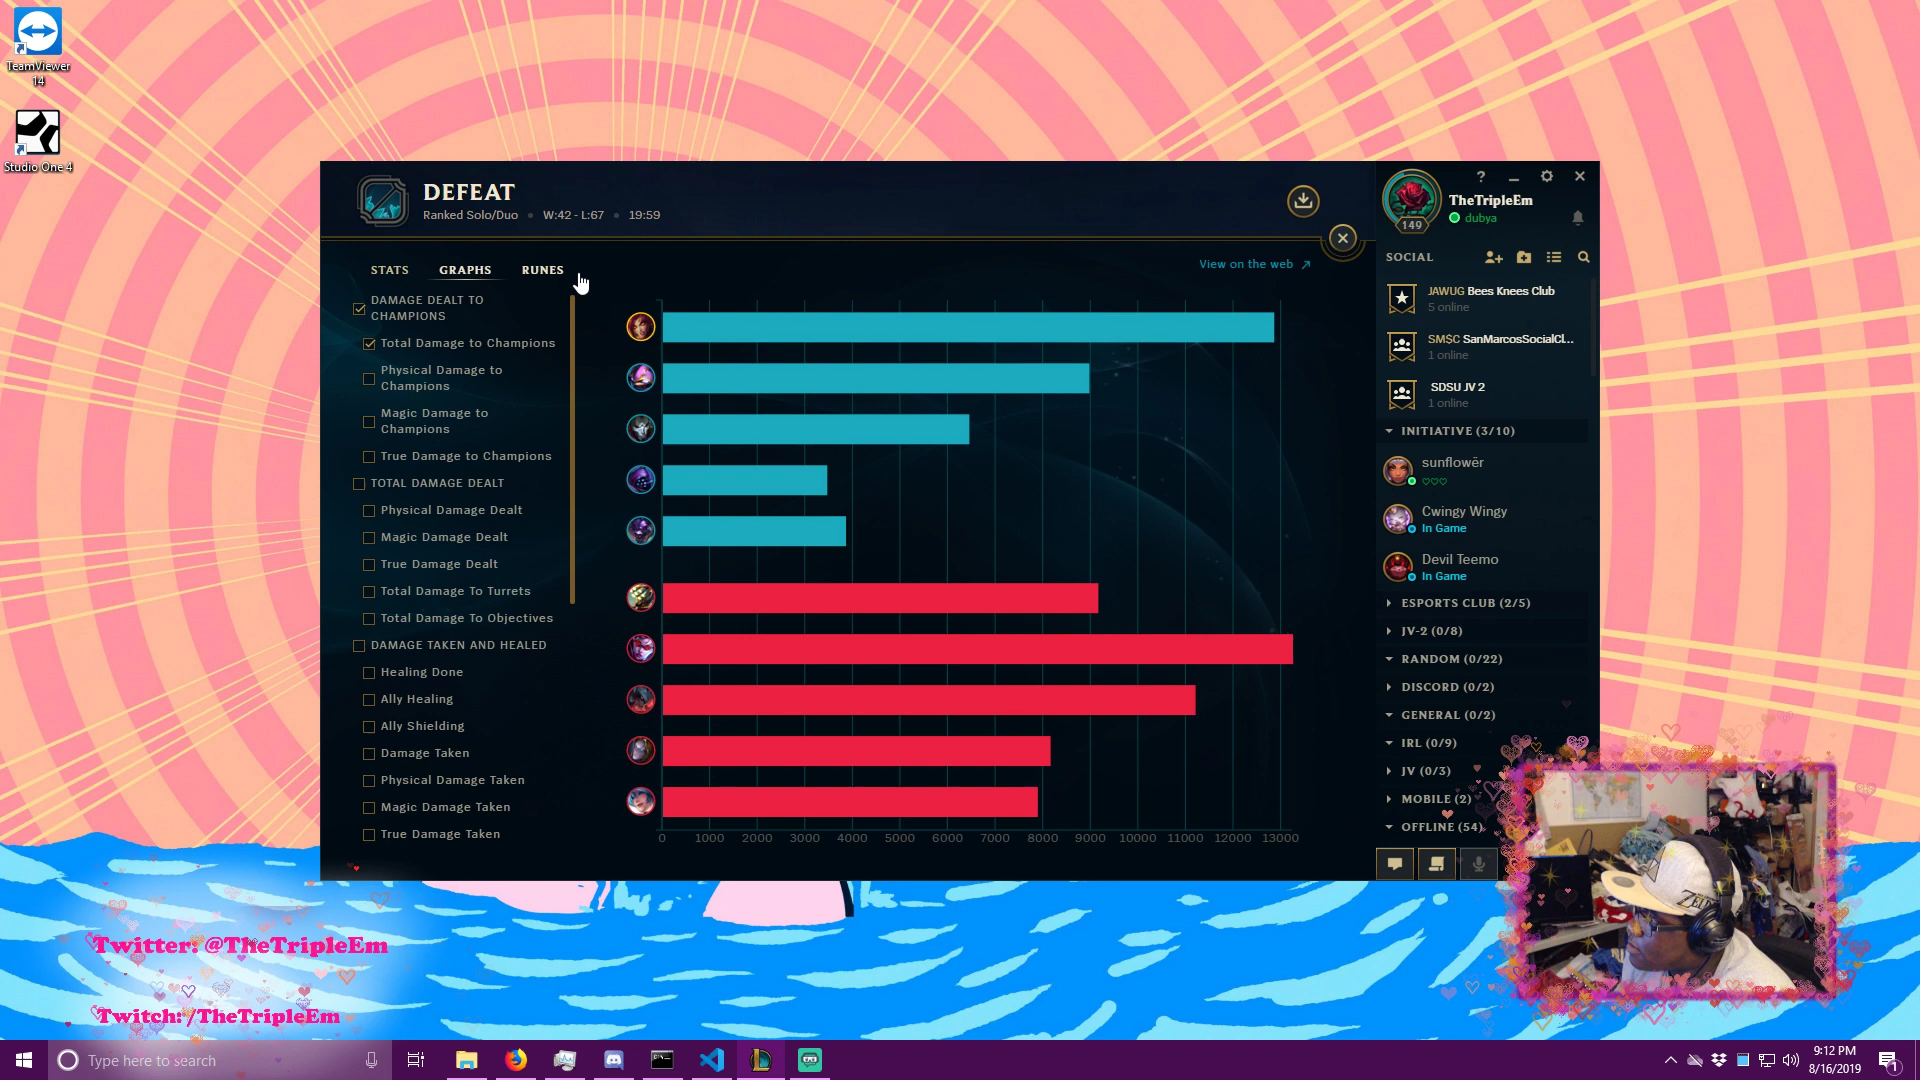 TeamViewer
14
Studio One 4
DEFEAT
Ranked Solo/Duo • W:42 - L:67 • 19:59
STATS
GRAPHS
RUNES
View on the web
DAMAGE DEALT TO
CHAMPIONS
Total Damage to Champions
Physical Damage to
Champions
Magic Damage to
Champions
True Damage to Champions
TOTAL DAMAGE DEALT
Physical Damage Dealt
Magic Damage Dealt
True Damage Dealt
Total Damage To Turrets
Total Damage To Objectives
DAMAGE TAKEN AND HEALED
Healing Done
Ally Healing
Ally Shielding
Damage Taken
Physical Damage Taken
Magic Damage Taken
True Damage Taken
0 1000 2000 3000 4000 5000 6000 7000 8000 9000 10000 11000 12000 13000
?
149
TheTripleEm
dubya
SOCIAL
JAWUG Bees Knees Club
5 online
SM$C SanMarcosSocialCl...
1 online
SDSU JV 2
1 online
INITIATIVE (3/10)
sunflowër
♡♡♡
Cwingy Wingy
In Game
Devil Teemo
In Game
ESPORTS CLUB (2/5)
JV-2 (0/8)
RANDOM (0/22)
DISCORD (0/2)
GENERAL (0/2)
IRL (0/9)
JV (0/3)
MOBILE (2)
OFFLINE (54)
Twitter: @TheTripleEm
Twitch:/TheTripleEm
Type here to search
9:12 PM
8/16/2019
1